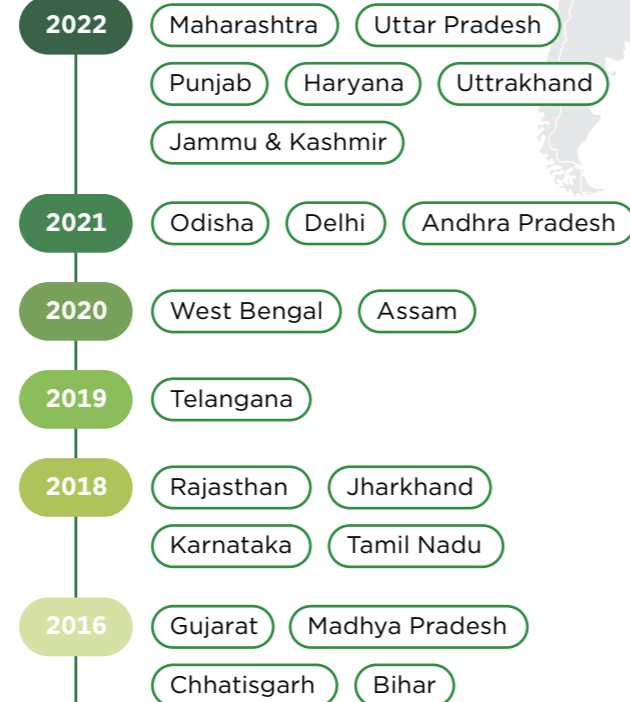 2022 Maharashtra Uttar Pradesh
Punjab Haryana Uttrakhand
Jammu & Kashmir
2021 Odisha Delhi Andhra Pradesh
2020 West Bengal Assam
2019 Telangana
2018 Rajasthan Jharkhand
Karnataka Tamil Nadu
2016 Gujarat Madhya Pradesh
Chhatisgarh Bihar